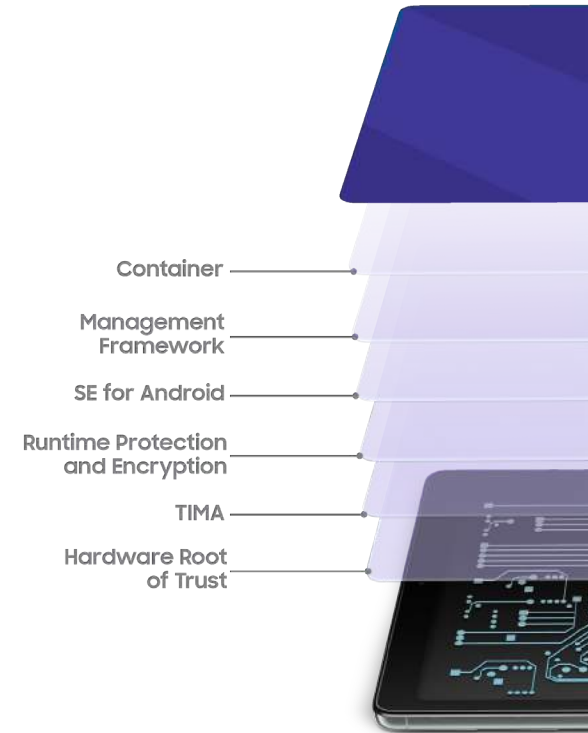 Container
Management
Framework
SE for Android
Runtime Protection
and Encryption
TIMA
Hardware Root
of Trust